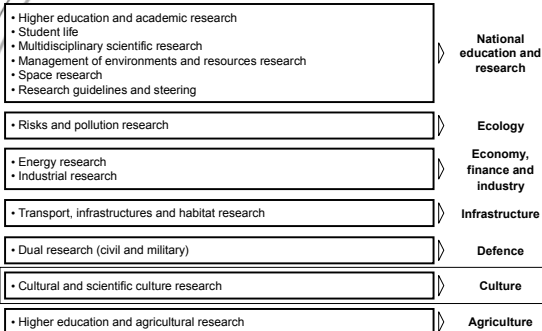 • Higher education and academic research
• Student life
• Multidisciplinary scientific research
• Management of environments and resources research
• Space research
• Research guidelines and steering
National
education and
research
• Risks and pollution research
Ecology
• Energy research
• Industrial research
Economy,
finance and
industry
• Transport, infrastructures and habitat research
Infrastructure
• Dual research (civil and military)
Defence
• Cultural and scientific culture research
Culture
• Higher education and agricultural research
Agriculture